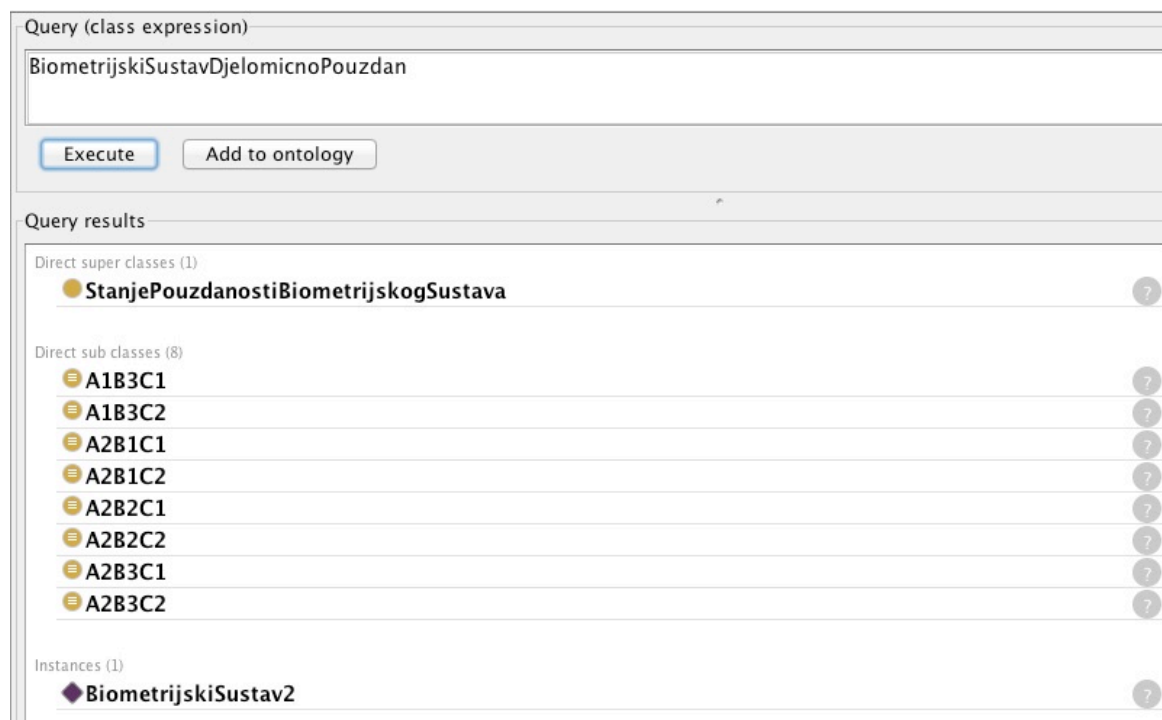 Query (class expression)
BiometrijskiSustavDjelomicnoPouzdan
Execute Add to ontology
Query results
Direct super classes (1)
StanjePouzdanostiBiometrijskogSustava ?
Direct sub classes (8)
A1B3C1 ?
A1B3C2 ?
A2B1C1 ?
A2B1C2 ?
A2B2C1 ?
A2B2C2 ?
A2B3C1 ?
A2B3C2 ?
Instances (1)
BiometrijskiSustav2 ?